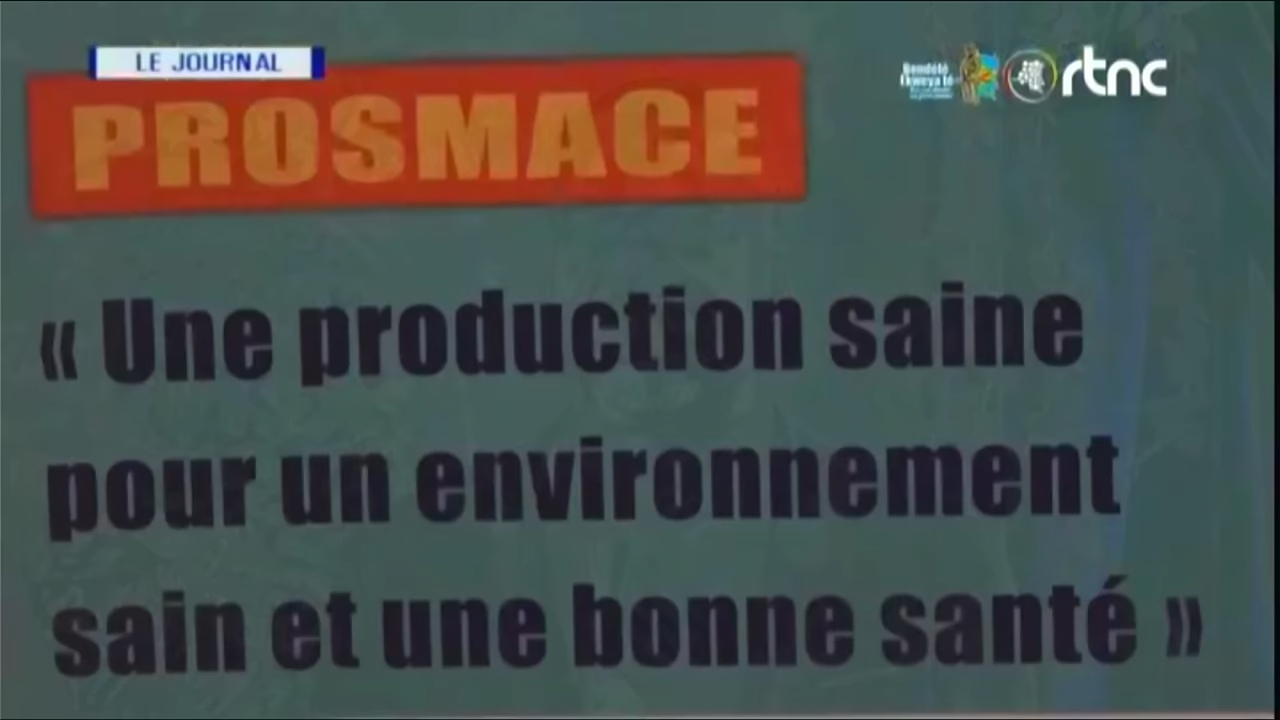 LE JOURNAL
rtnc
PROSMACE
« Une production saine
pour un environnement
sain et une bonne santé »